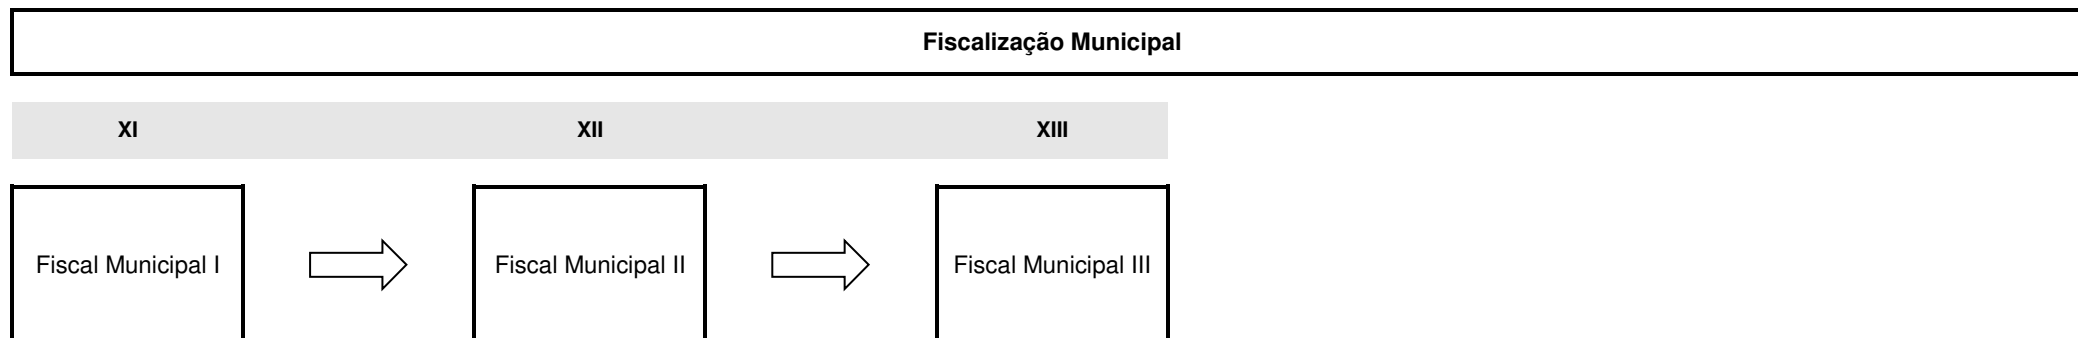 Fiscalização Municipal
XI XII XIII
Fiscal Municipal I Fiscal Municipal II Fiscal Municipal III